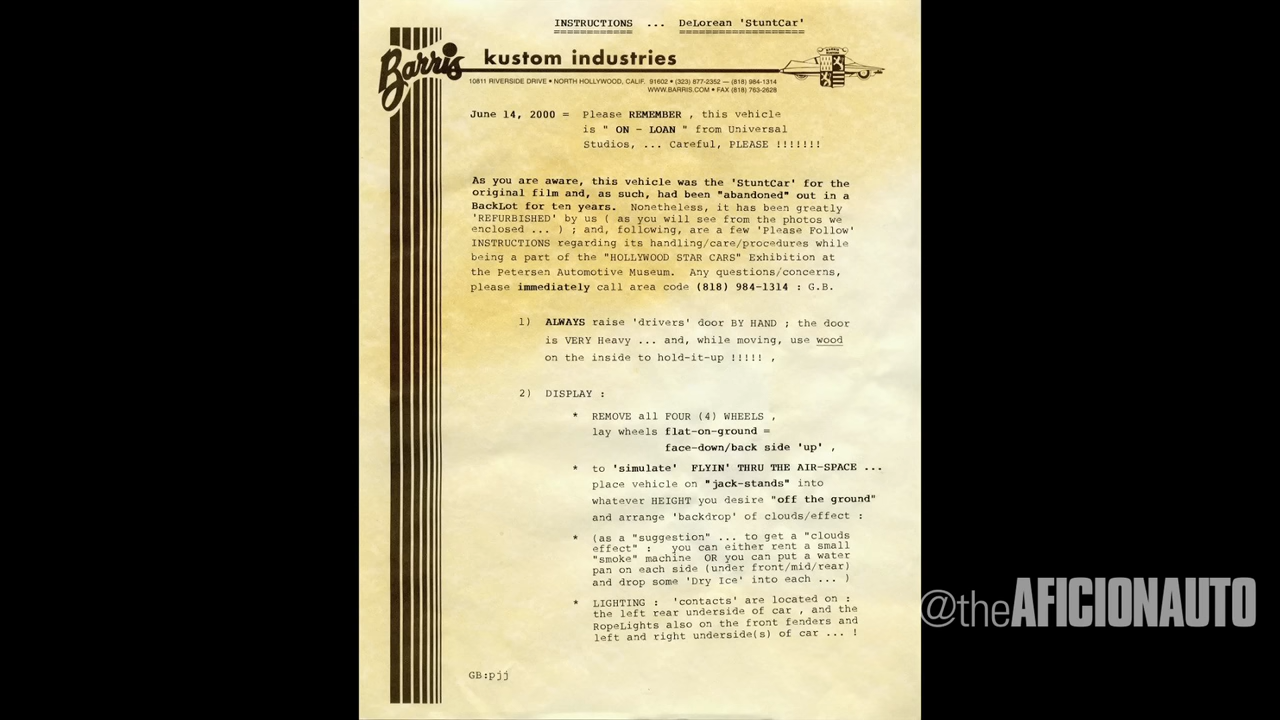 INSTRUCTIONS ... DeLorean 'StuntCar'
Barris kustom industries
10811 RIVERSIDE DRIVE • NORTH HOLLYWOOD, CALIF. 91602 • (323) 877-2352 — (818) 984-1314
WWW.BARRIS.COM • FAX (818) 763-2628
June 14, 2000 = Please REMEMBER , this vehicle
is " ON - LOAN " from Universal
Studios, ... Careful, PLEASE !!!!!!!
As you are aware, this vehicle was the 'StuntCar' for the
original film and, as such, had been "abandoned" out in a
BackLot for ten years. Nonetheless, it has been greatly
'REFURBISHED' by us ( as you will see from the photos we
enclosed ... ) ; and, following, are a few 'Please Follow'
INSTRUCTIONS regarding its handling/care/procedures while
being a part of the "HOLLYWOOD STAR CARS" Exhibition at
the Petersen Automotive Museum. Any questions/concerns,
please immediately call area code (818) 984-1314 : G.B.
1) ALWAYS raise 'drivers' door BY HAND ; the door
is VERY Heavy ... and, while moving, use wood
on the inside to hold-it-up !!!!! ,
2) DISPLAY :
* REMOVE all FOUR (4) WHEELS ,
lay wheels flat-on-ground =
face-down/back side 'up' ,
* to 'simulate' FLYIN' THRU THE AIR-SPACE ...
place vehicle on "jack-stands" into
whatever HEIGHT you desire "off the ground"
and arrange 'backdrop' of clouds/effect :
* (as a "suggestion" ... to get a "clouds
effect" : you can either rent a small
"smoke" machine OR you can put a water
pan on each side (under front/mid/rear)
and drop some 'Dry Ice' into each ... )
* LIGHTING : 'contacts' are located on :
the left rear underside of car , and the
RopeLights also on the front fenders and
left and right underside(s) of car ... !
GB:pjj
@theAFICIONAUTO